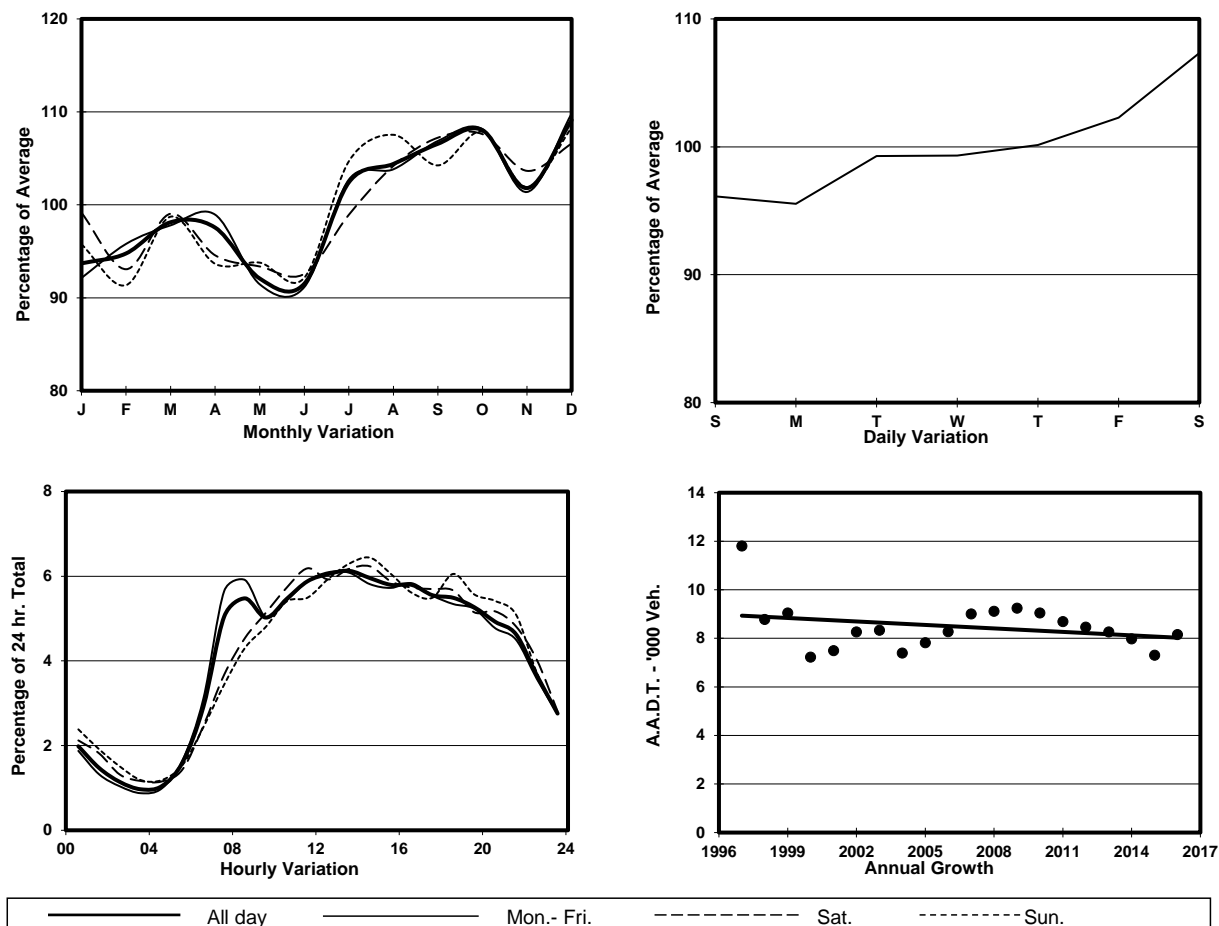 120
110
100
90
80
Percentage of Average
J F M A M J J A S O N D
Monthly Variation
110
100
90
80
Percentage of Average
S M T W T F S
Daily Variation
8
6
4
2
0
Percentage of 24 hr. Total
00 04 08 12 16 20 24
Hourly Variation
14
12
10
8
6
4
2
0
A.A.D.T. - '000 Veh.
1996 1999 2002 2005 2008 2011 2014 2017
Annual Growth
All day Mon.- Fri. Sat. Sun.